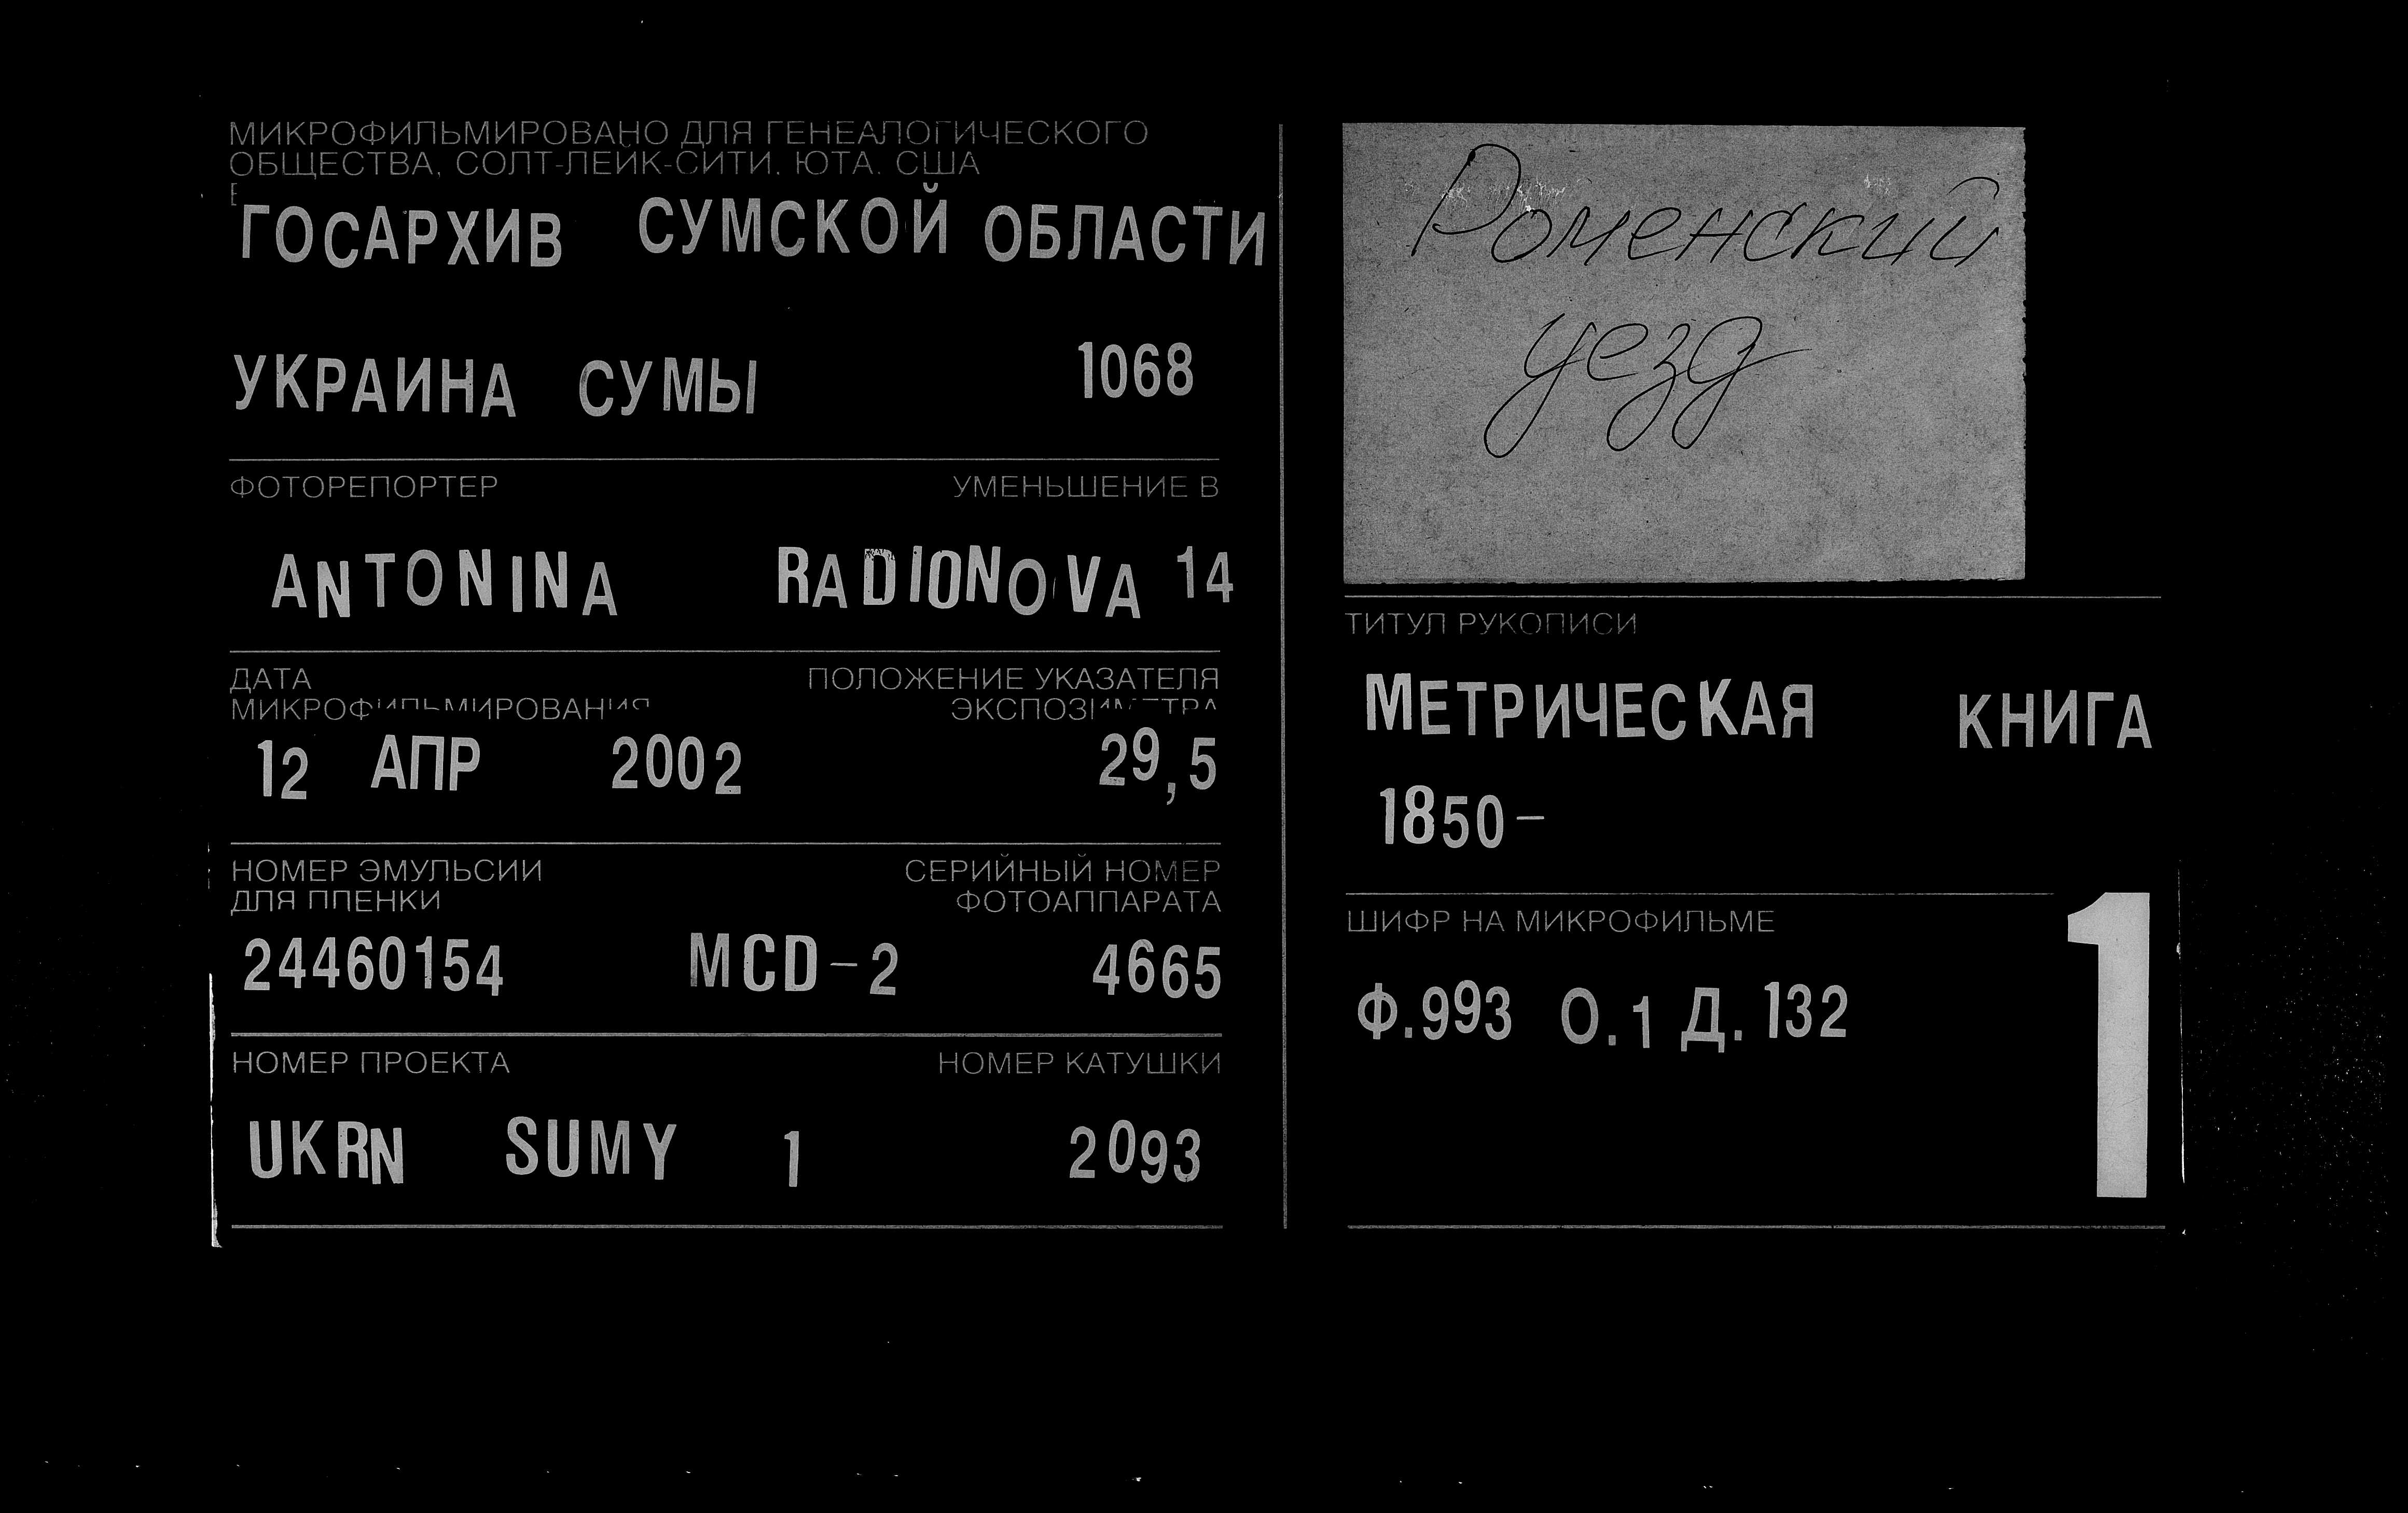 МИКРОФИЛЬМИРОВАНО ДЛЯ ГЕНЕАЛОГИЧЕСКОГО
ОБЩЕСТВА, СОЛТ-ЛЕЙК-СИТИ, ЮТА, США
В
ГОСАРХИВ СУМСКОЙ ОБЛАСТИ
УКРАИНА СУМЫ 1068
ФОТОРЕПОРТЕР УМЕНЬШЕНИЕ В
ANTONINA RADIONOVA 14
ДАТА ПОЛОЖЕНИЕ УКАЗАТЕЛЯ
МИКРОФИЛЬМИРОВАНИЯ ЭКСПОЗИМЕТРА
12 АПР 2002 29,5
НОМЕР ЭМУЛЬСИИ СЕРИЙНЫЙ НОМЕР
ДЛЯ ПЛЕНКИ ФОТОАППАРАТА
24460154 MCD-2 4665
НОМЕР ПРОЕКТА НОМЕР КАТУШКИ
UKRN SUMY 1 2093
Роменский
уезд
ТИТУЛ РУКОПИСИ
МЕТРИЧЕСКАЯ КНИГА
1850-
ШИФР НА МИКРОФИЛЬМЕ
Ф.993 О.1 Д.132
1